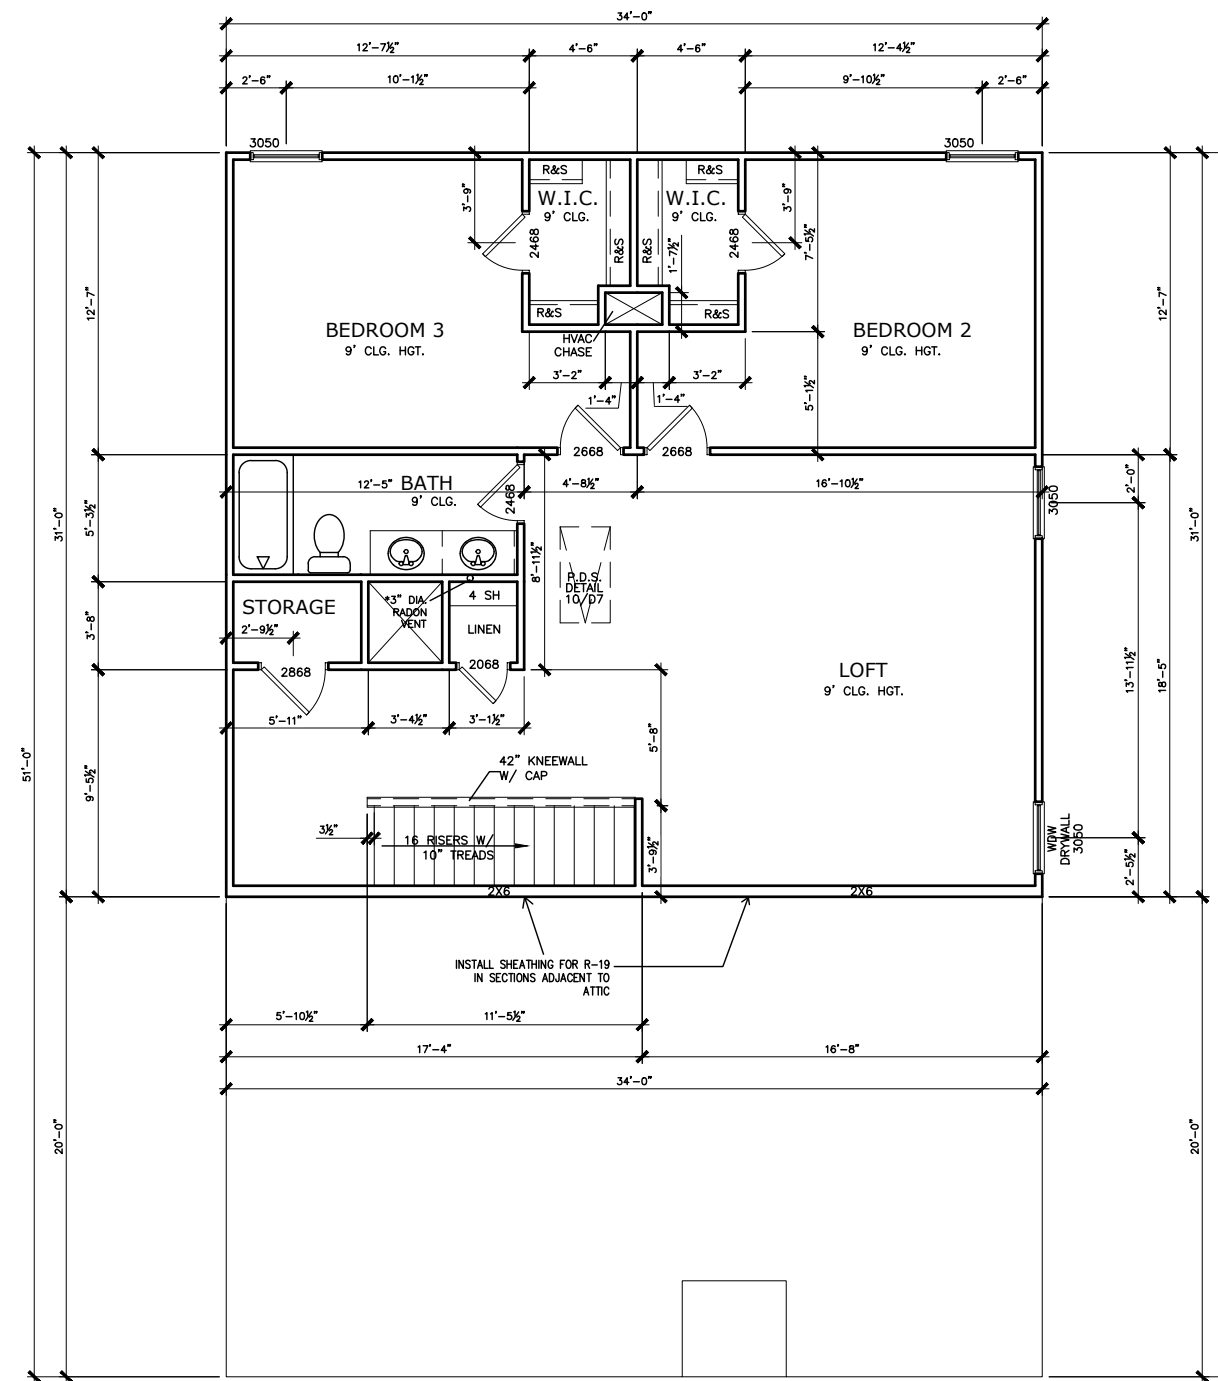 34'-0"
12'-7½"
4'-6"
4'-6"
12'-4½"
2'-6"
10'-1½"
9'-10½"
2'-6"
3050
3050
R&S
R&S
W.I.C.
9' CLG.
W.I.C.
9' CLG.
3'-9"
3'-9"
2468
2468
R&S
R&S
7'-5½"
1'-7½"
12'-7"
12'-7"
R&S
R&S
BEDROOM 3
9' CLG. HGT.
BEDROOM 2
9' CLG. HGT.
HVAC
CHASE
3'-2"
3'-2"
1'-4"
1'-4"
5'-1½"
2668
2668
BATH
9' CLG.
12'-5"
4'-8½"
16'-10½"
2468
2'-0"
3050
5'-3½"
31'-0"
31'-0"
8'-11½"
P.D.S.
DETAIL
10/D7
STORAGE
2'-9½"
*3" DIA.
RADON
VENT
4 SH
LINEN
3'-8"
2868
2068
LOFT
9' CLG. HGT.
13'-11½"
18'-5"
5'-11"
3'-4½"
3'-1½"
5'-8"
51'-0"
9'-5½"
42" KNEEWALL
W/ CAP
3½"
16 RISERS W/
10" TREADS
3'-9½"
WDW
DRYWALL
3050
2'-5½"
2X6
2X6
INSTALL SHEATHING FOR R-19
IN SECTIONS ADJACENT TO
ATTIC
5'-10½"
11'-5½"
17'-4"
16'-8"
34'-0"
20'-0"
20'-0"